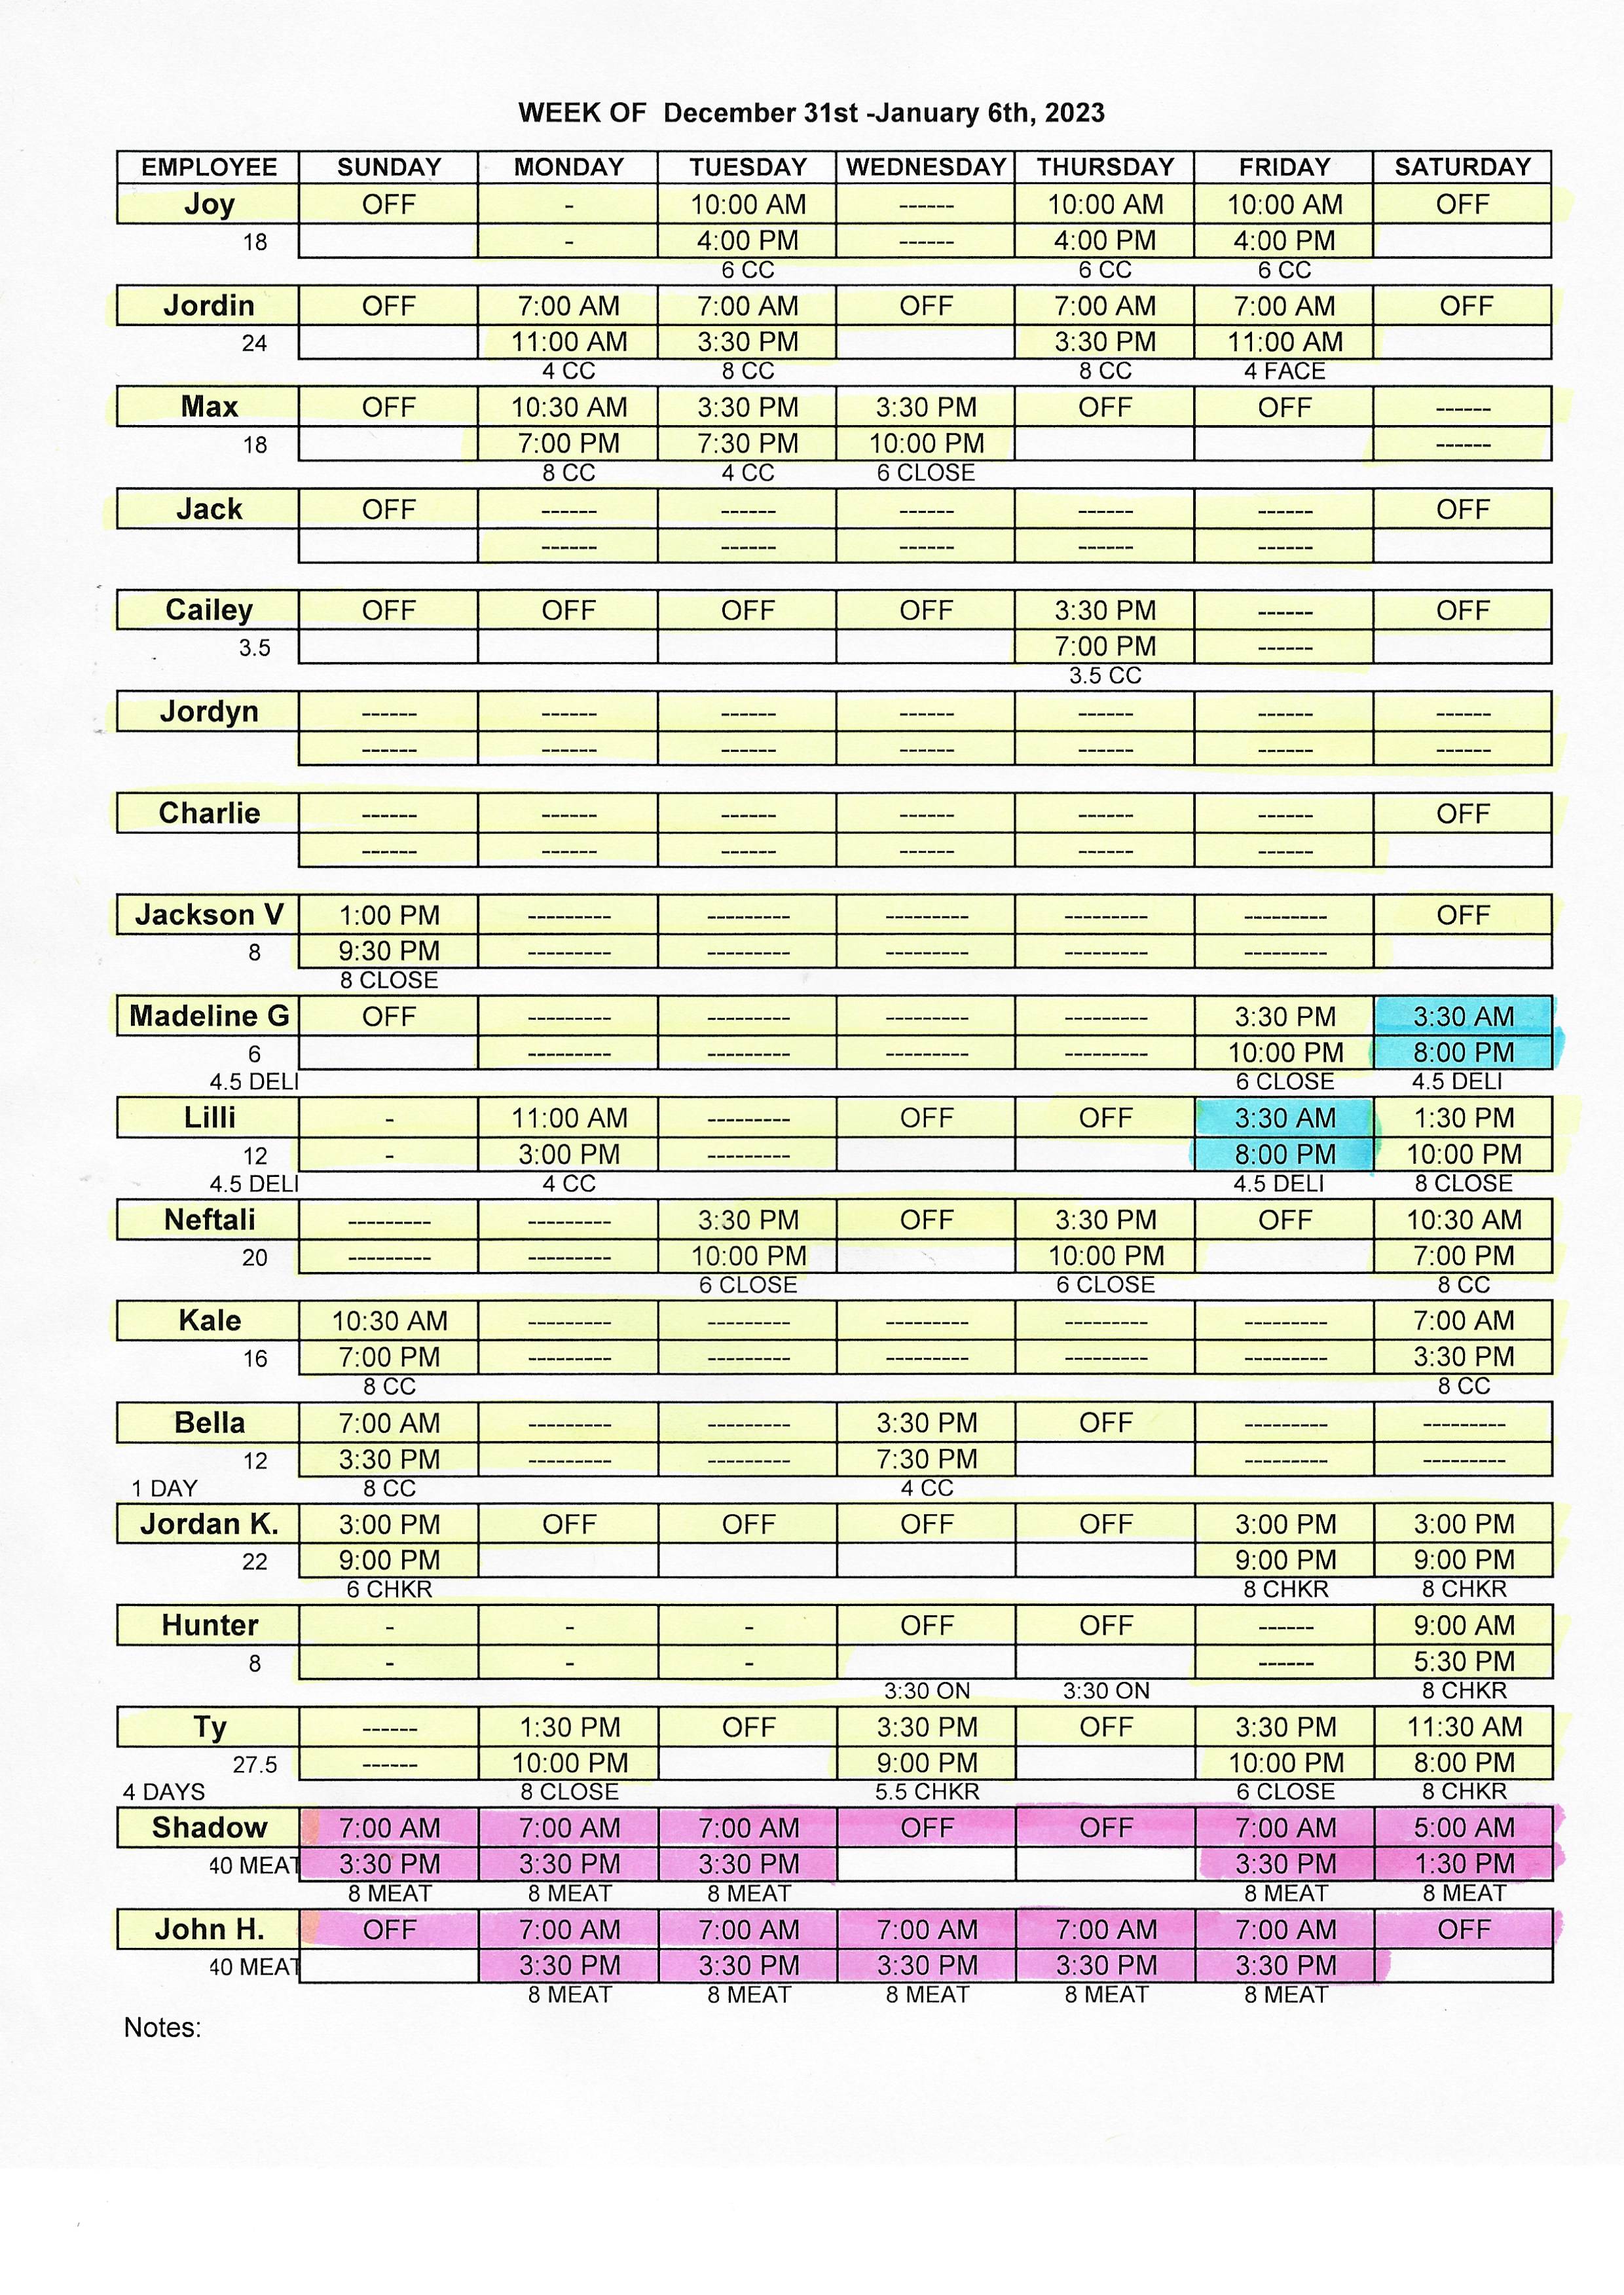 WEEK OF December 31st -January 6th, 2023
EMPLOYEE SUNDAY MONDAY TUESDAY WEDNESDAY THURSDAY FRIDAY SATURDAY
Joy OFF - 10:00 AM ------ 10:00 AM 10:00 AM OFF
18 - 4:00 PM ------ 4:00 PM 4:00 PM
6 CC 6 CC 6 CC
Jordin OFF 7:00 AM 7:00 AM OFF 7:00 AM 7:00 AM OFF
24 11:00 AM 3:30 PM 3:30 PM 11:00 AM
4 CC 8 CC 8 CC 4 FACE
Max OFF 10:30 AM 3:30 PM 3:30 PM OFF OFF ------
18 7:00 PM 7:30 PM 10:00 PM ------
8 CC 4 CC 6 CLOSE
Jack OFF ------ ------ ------ ------ ------ OFF
------ ------ ------ ------ ------
Cailey OFF OFF OFF OFF 3:30 PM ------ OFF
3.5 7:00 PM ------
3.5 CC
Jordyn ------ ------ ------ ------ ------ ------ ------
------ ------ ------ ------ ------ ------ ------
Charlie ------ ------ ------ ------ ------ ------ OFF
------ ------ ------ ------ ------ ------
Jackson V 1:00 PM --------- --------- --------- --------- --------- OFF
8 9:30 PM --------- --------- --------- --------- ---------
8 CLOSE
Madeline G OFF --------- --------- --------- --------- 3:30 PM 3:30 AM
6 --------- --------- --------- --------- 10:00 PM 8:00 PM
4.5 DELI 6 CLOSE 4.5 DELI
Lilli - 11:00 AM --------- OFF OFF 3:30 AM 1:30 PM
12 - 3:00 PM --------- 8:00 PM 10:00 PM
4.5 DELI 4 CC 4.5 DELI 8 CLOSE
Neftali --------- --------- 3:30 PM OFF 3:30 PM OFF 10:30 AM
20 --------- --------- 10:00 PM 10:00 PM 7:00 PM
6 CLOSE 6 CLOSE 8 CC
Kale 10:30 AM --------- --------- --------- --------- --------- 7:00 AM
16 7:00 PM --------- --------- --------- --------- --------- 3:30 PM
8 CC 8 CC
Bella 7:00 AM --------- --------- 3:30 PM OFF --------- ---------
12 3:30 PM --------- --------- 7:30 PM --------- ---------
1 DAY 8 CC 4 CC
Jordan K. 3:00 PM OFF OFF OFF OFF 3:00 PM 3:00 PM
22 9:00 PM 9:00 PM 9:00 PM
6 CHKR 8 CHKR 8 CHKR
Hunter - - - OFF OFF ------ 9:00 AM
8 - - - ------ 5:30 PM
3:30 ON 3:30 ON 8 CHKR
Ty ------ 1:30 PM OFF 3:30 PM OFF 3:30 PM 11:30 AM
27.5 ------ 10:00 PM 9:00 PM 10:00 PM 8:00 PM
4 DAYS 8 CLOSE 5.5 CHKR 6 CLOSE 8 CHKR
Shadow 7:00 AM 7:00 AM 7:00 AM OFF OFF 7:00 AM 5:00 AM
40 MEAT 3:30 PM 3:30 PM 3:30 PM 3:30 PM 1:30 PM
8 MEAT 8 MEAT 8 MEAT 8 MEAT 8 MEAT
John H. OFF 7:00 AM 7:00 AM 7:00 AM 7:00 AM 7:00 AM OFF
40 MEAT 3:30 PM 3:30 PM 3:30 PM 3:30 PM 3:30 PM
8 MEAT 8 MEAT 8 MEAT 8 MEAT 8 MEAT
Notes: